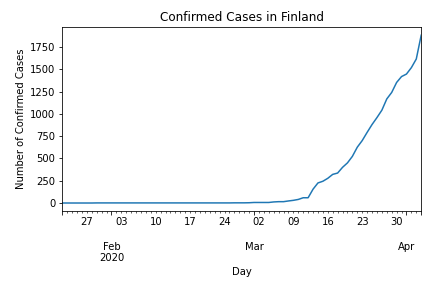 Confirmed Cases in Finland
Number of Confirmed Cases
1750
1500
1250
1000
750
500
250
0
27 03 10 17 24 02 09 16 23 30
Feb Mar Apr
2020
Day